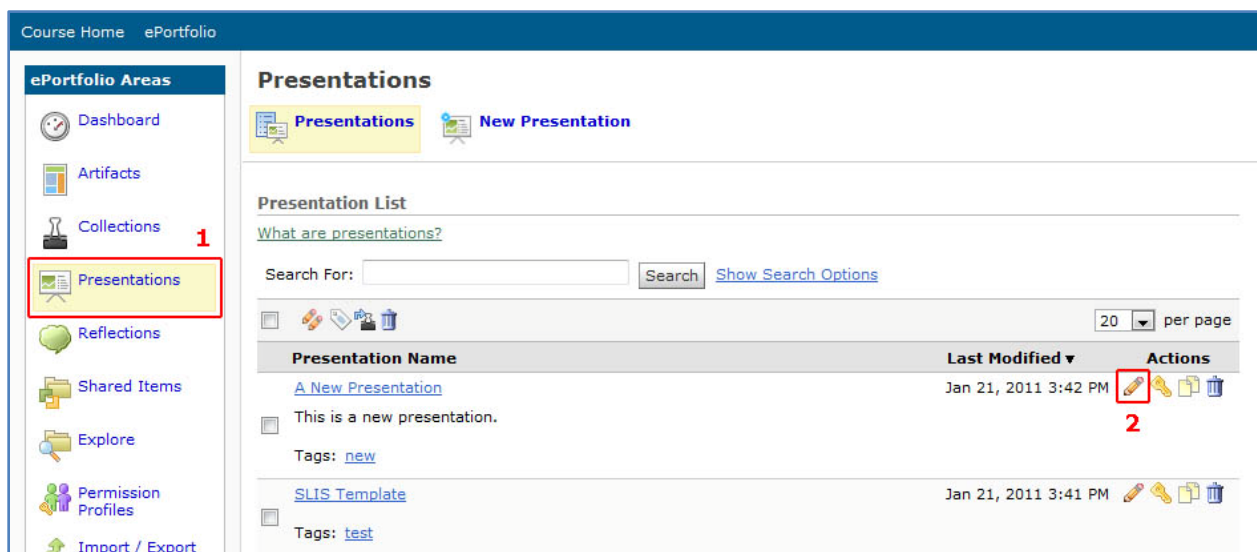 Course Home ePortfolio
ePortfolio Areas
Dashboard
Artifacts
Collections
1
Presentations
Reflections
Shared Items
Explore
Permission
Profiles
Import / Export
Presentations
Presentations New Presentation
Presentation List
What are presentations?
Search For: Search Show Search Options
20 per page
Presentation Name Last Modified Actions
A New Presentation Jan 21, 2011 3:42 PM
This is a new presentation.
2
Tags: new
SLIS Template Jan 21, 2011 3:41 PM
Tags: test